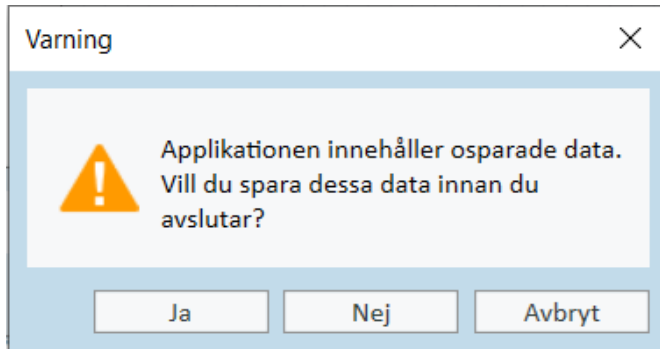 Varning
Applikationen innehåller osparade data.
Vill du spara dessa data innan du
avslutar?
Ja
Nej
Avbryt